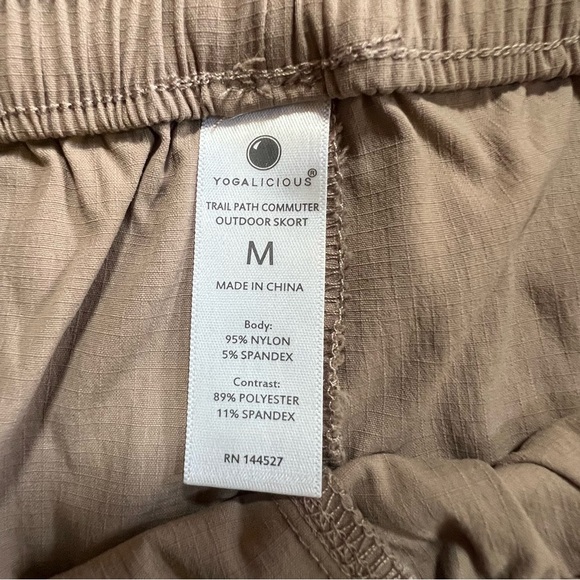 YOGALICIOUS®
TRAIL PATH COMMUTER
OUTDOOR SKORT
M
MADE IN CHINA
Body:
95% NYLON
5% SPANDEX
Contrast:
89% POLYESTER
11% SPANDEX
RN 144527